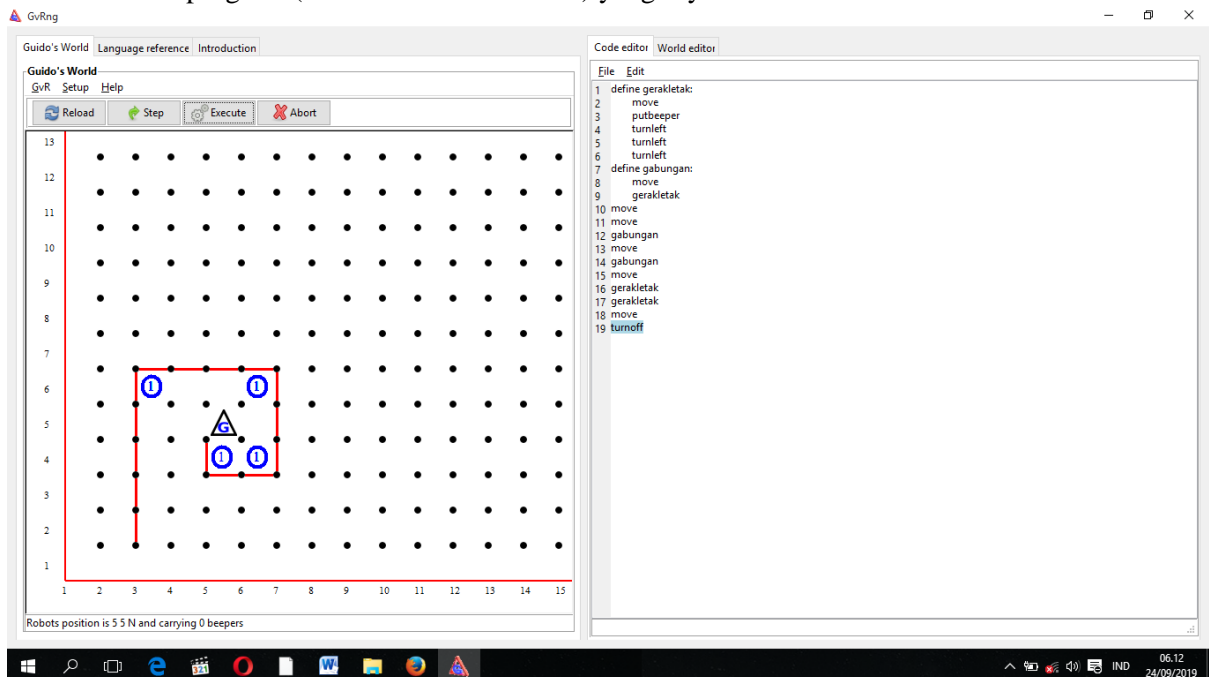 GvRng
Guido's World Language reference Introduction
Guido's World
GvR Setup Help
Reload Step Execute Abort
13
12
11
10
9
8
7
6
5
4
3
2
1
1 1
G
1 1
1 2 3 4 5 6 7 8 9 10 11 12 13 14 15
Robots position is 5 5 N and carrying 0 beepers
Code editor World editor
File Edit
1 define gerakletak:
2 move
3 putbeeper
4 turnleft
5 turnleft
6 turnleft
7 define gabungan:
8 move
9 gerakletak
10 move
11 move
12 gabungan
13 move
14 gabungan
15 move
16 gerakletak
17 gerakletak
18 move
19 turnoff
321
W
IND
06.12
24/09/2019